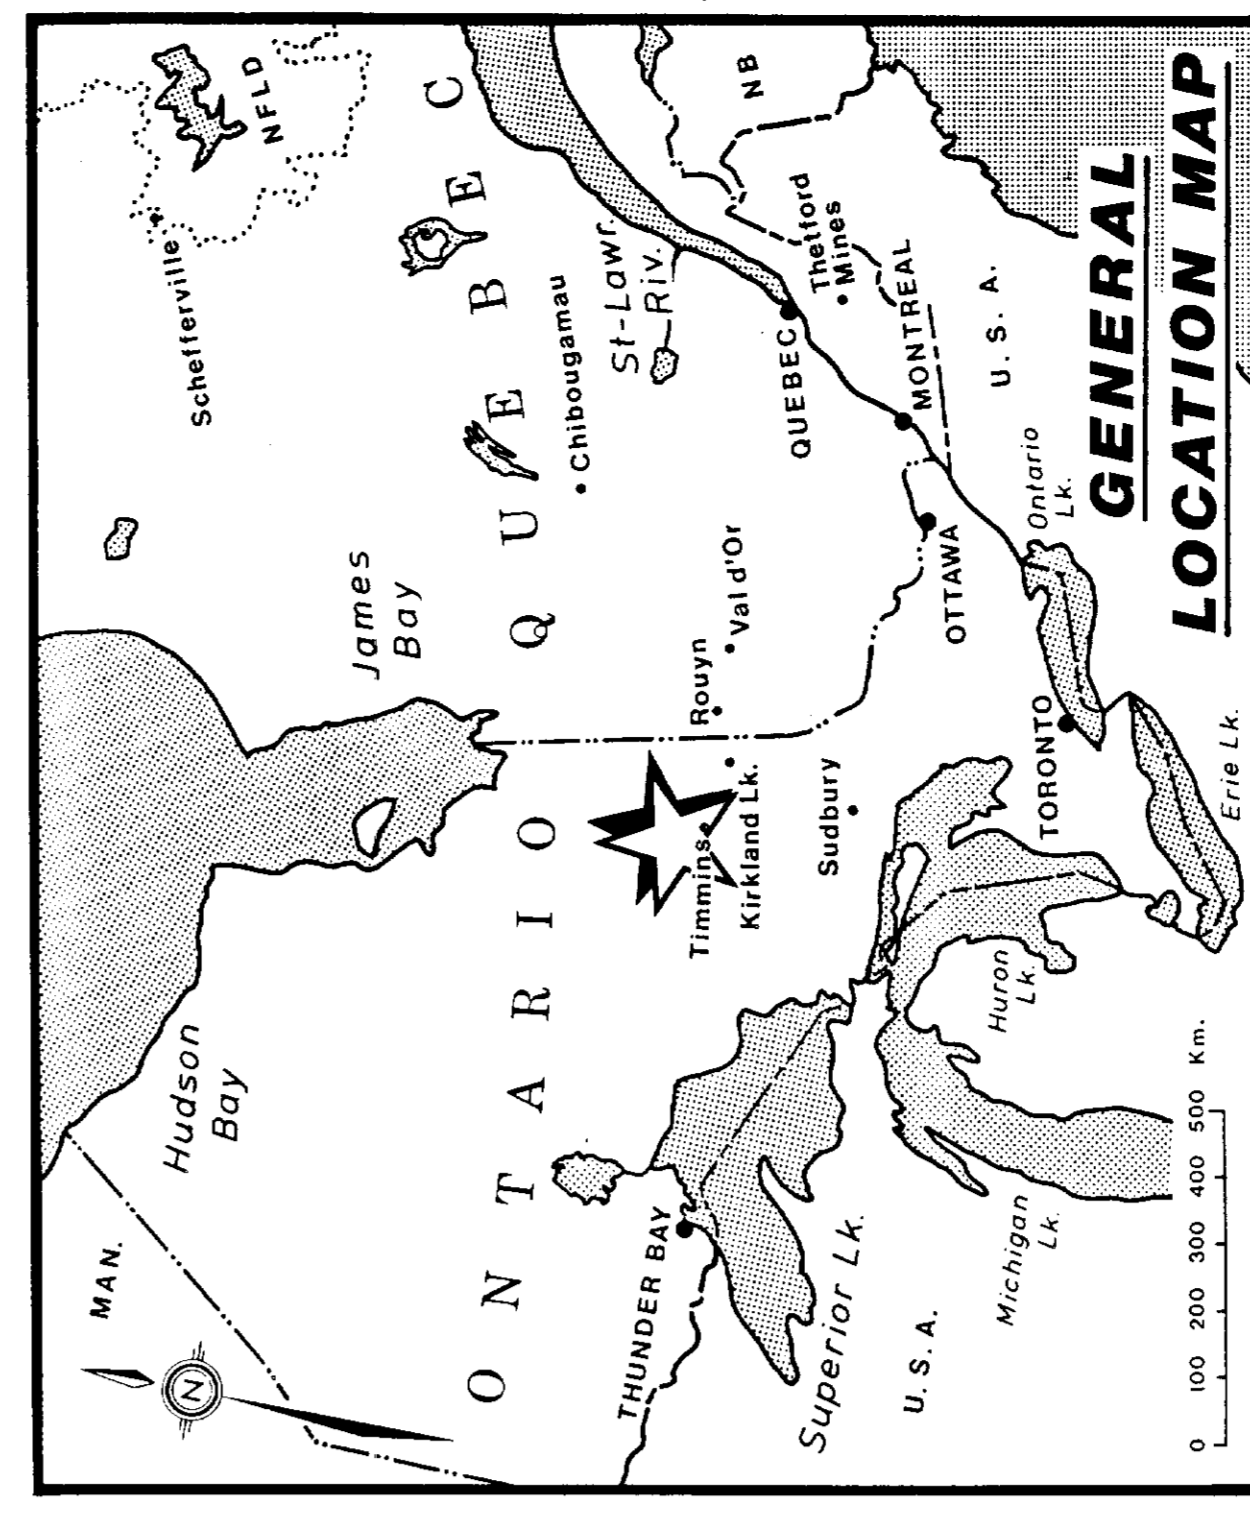 GENERAL
LOCATION MAP
MAN.
N
Hudson
Bay
James
Bay
Schefferville
NFLD
ONTARIO
QUEBEC
Chibougamau
St-Lawr.
Riv.
NB
Thetford
Mines
QUEBEC
MONTREAL
U.S.A.
Val d'Or
Rouyn
Timmins
Kirkland Lk.
Sudbury
OTTAWA
TORONTO
Ontario
Lk.
Erie Lk.
Huron
Lk.
Michigan
Lk.
THUNDER BAY
Superior Lk.
U.S.A.
0 100 200 300 400 500 Km.